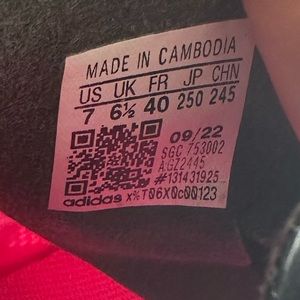 MADE IN CAMBODIA
US UK FR JP CHN
7 6½ 40 250 245
09/22
SGC 753002
AGZ2445
#131431925
adidas x%T06X0c00123